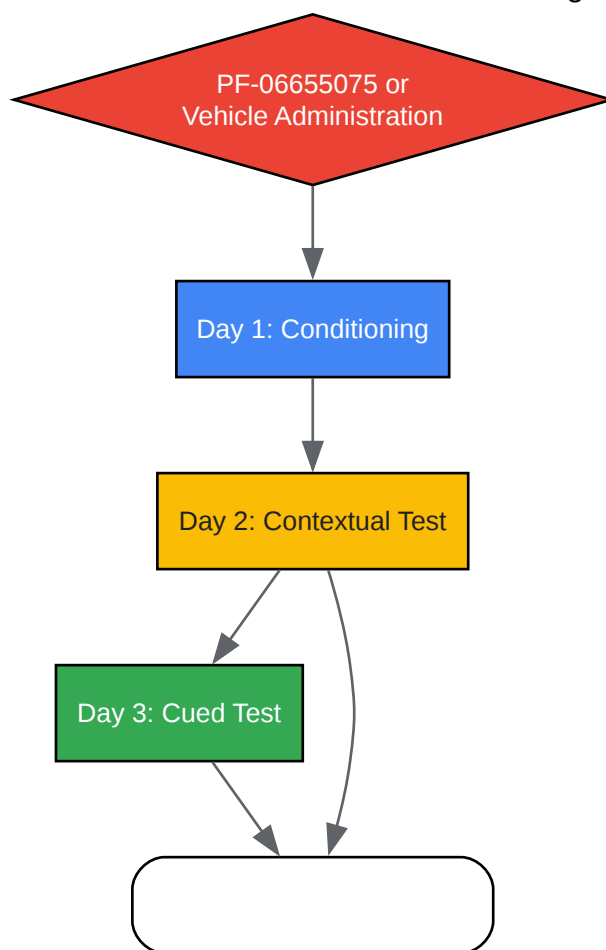 PF-06655075 or
Vehicle Administration
Day 1: Conditioning
Day 2: Contextual Test
Day 3: Cued Test